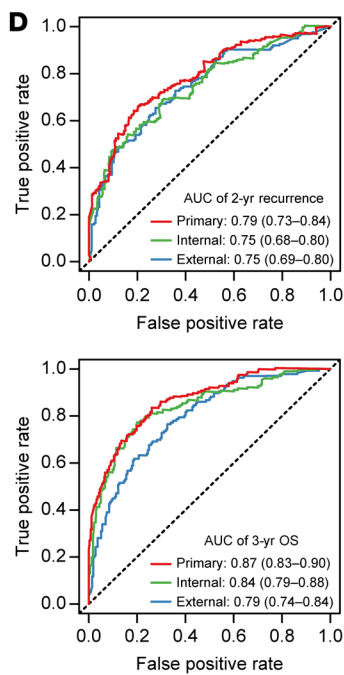 D
1.0
0.8
0.6
0.4
0.2
0.0
True positive rate
AUC of 2-yr recurrence
Primary: 0.79 (0.73–0.84)
Internal: 0.75 (0.68–0.80)
External: 0.75 (0.69–0.80)
0.0 0.2 0.4 0.6 0.8 1.0
False positive rate
1.0
0.8
0.6
0.4
0.2
0.0
True positive rate
AUC of 3-yr OS
Primary: 0.87 (0.83–0.90)
Internal: 0.84 (0.79–0.88)
External: 0.79 (0.74–0.84)
0.0 0.2 0.4 0.6 0.8 1.0
False positive rate